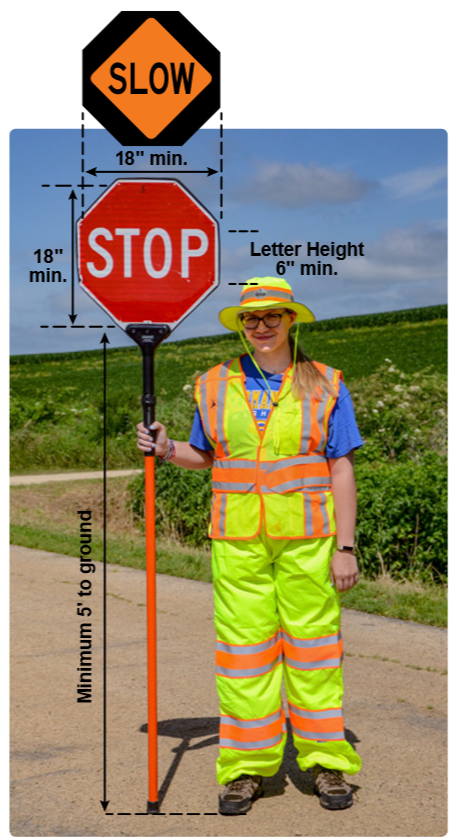 SLOW
18" min.
STOP
18"
min.
Letter Height
6" min.
Minimum 5' to ground